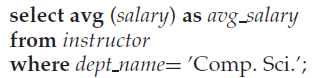 select avg (salary) as avg_salary
from instructor
where dept_name= ’Comp. Sci.’;